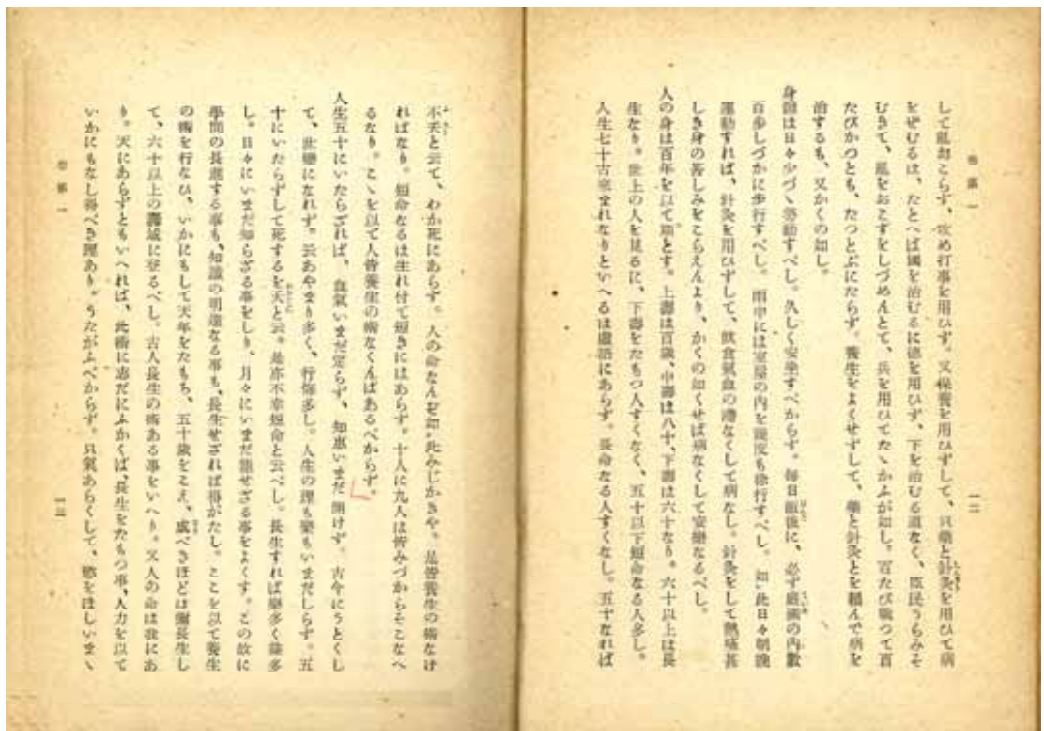 巻第一
一二
して亂おこらず、攻め打事を用ひず。又保養を用ひずして、只藥と針灸を用ひて病
をせむるは、たとへば國を治むるに徳を用ひず、下を治むる道なく、臣民うらみそ
むきて、亂をおこすをしづめんとて、兵を用ひてたゝかふが如し。百たび戰つて百
たびかつとも、たつとぶにたらず。養生をよくせずして、藥と針灸とを頼んで病を
治するも、又かくの如し。
身體は日々少づゝ勞動すべし。久しく安坐すべからず。毎日飯後に、必ず庭圃の内數
百歩しづかに歩行すべし。雨中には室屋の内を幾度も徐行すべし。如此日々朝晩
運動すれば、針灸を用ひずして、飲食氣血の滯なくして病なし。針灸をして熱痛甚
しき身の苦しみをこらえんより、かくの如くせば病なくして安樂なるべし。
人の身は百年を以て期とす。上壽は百歳、中壽は八十、下壽は六十なり。六十以上は長
生なり。世上の人を見るに、下壽をたもつ人すくなく、五十以下短命なる人多し。
人生七十古來まれなりといへるは虚語にあらず。長命なる人すくなし。五十なれば
不夭と云て、わか死にあらず。人の命なんぞ如此みじかきや。是皆養生の術なけ
ればなり。短命なるは生れ付て短きにはあらず。十人に九人は皆みづからそこなへ
るなり。こゝを以て人皆養生の術なくんばあるべからず。
人生五十にいたらざれば、血氣いまだ定らず、知惠いまだ開けず。古今にうとくし
て、世變になれず。言あやまり多く、行悔多し。人生の理も樂もいまだしらず。五
十にいたらずして死するを夭と云。是亦不幸短命と云べし。長生すれば樂多く益多
し。日々にいまだ知らざる事をしり、月々にいまだ能せざる事をよくす。この故に
學問の長進する事も、知識の明達なる事も、長生せざれば得がたし。ここを以て養生
の術を行なひ、いかにもして天年をたもち、五十歳をこえ、成べきほどは彌長生し
て、六十以上の壽域に登るべし。古人長生の術ある事をいへり。又人の命は我にあ
り。天にあらずともいへれば、此術に志だにふかくば、長生をたもつ事、人力を以て
いかにもなし得べき理あり。うたがふべからず。只氣あらくして、慾をほしいまゝ
巻第一
一三